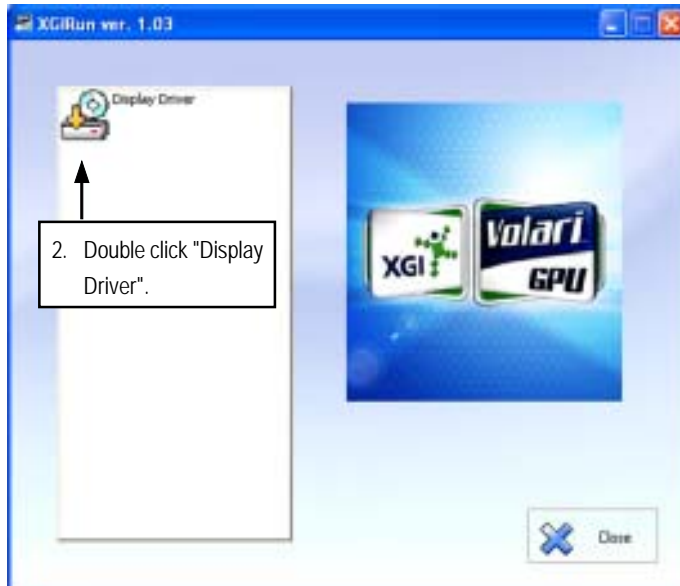 XGIRun ver. 1.03
Display Driver
2. Double click "Display
Driver".
XGI
Volari
GPU
Close